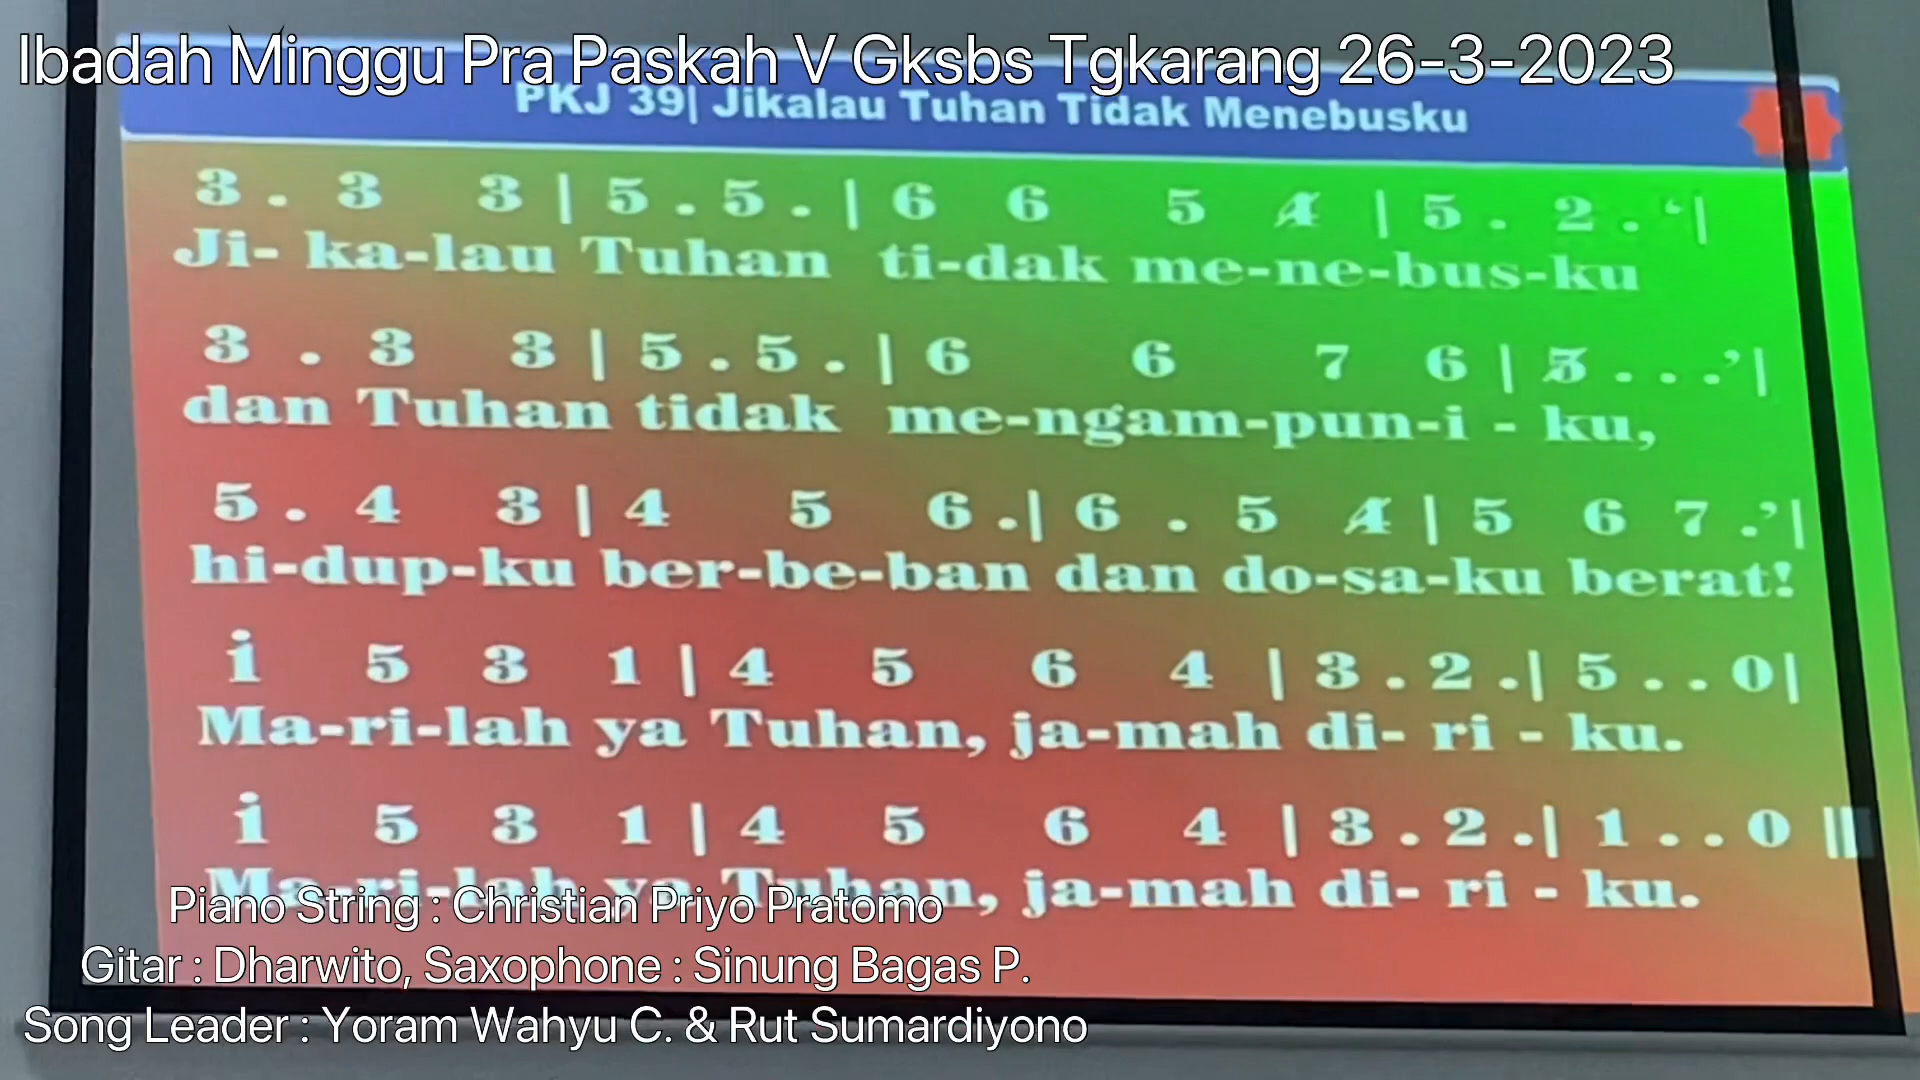 Ibadah Minggu Pra Paskah V Gksbs Tgkarang 26-3-2023
PKJ 39| Jikalau Tuhan Tidak Menebusku
3 . 3 3 | 5 . 5 . | 6 6 5 4̸ | 5 . 2 . ‘|
Ji- ka-lau Tuhan ti-dak me-ne-bus-ku
3 . 3 3 | 5 . 5 . | 6 6 7 6 | 5̸ . . .’|
dan Tuhan tidak me-ngam-pun-i - ku,
5 . 4 3 | 4 5 6 .| 6 . 5 4̸ | 5 6 7 .’|
hi-dup-ku ber-be-ban dan do-sa-ku berat!
i 5 3 1 | 4 5 6 4 | 3 . 2 .| 5 . . 0|
Ma-ri-lah ya Tuhan, ja-mah di- ri - ku.
i 5 3 1 | 4 5 6 4 | 3 . 2 .| 1 . . 0 ||
Ma-ri-lah ya Tuhan, ja-mah di- ri - ku.
Piano String : Christian Priyo Pratomo
Gitar : Dharwito, Saxophone : Sinung Bagas P.
Song Leader : Yoram Wahyu C. & Rut Sumardiyono